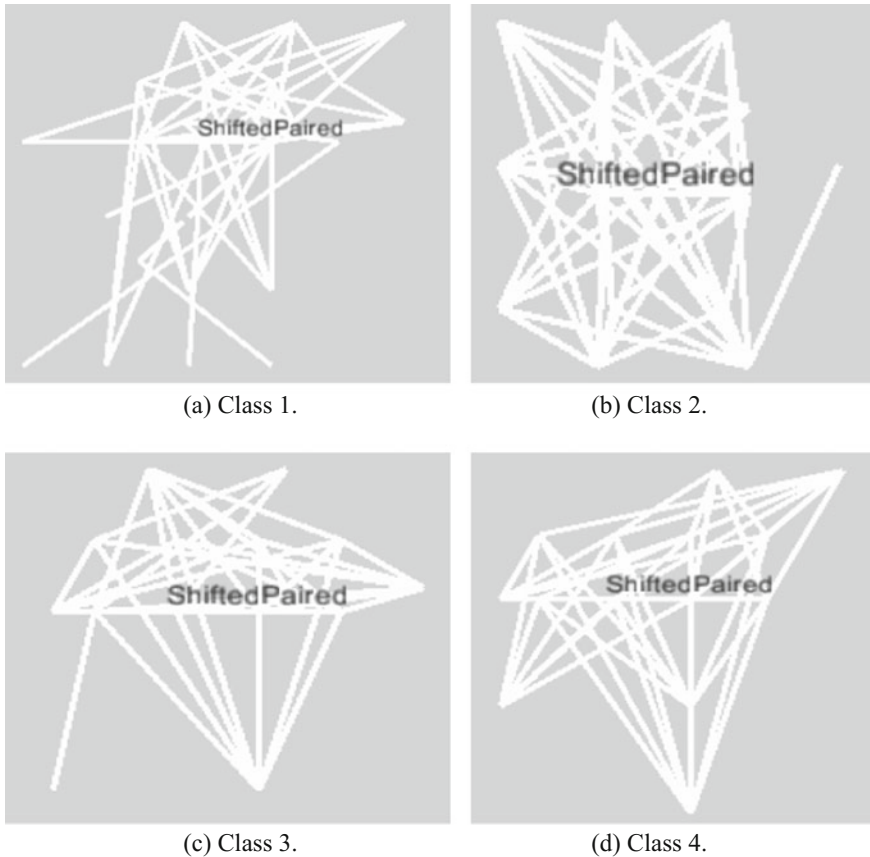 ShiftedPaired
ShiftedPaired
(a) Class 1.
(b) Class 2.
ShiftedPaired
ShiftedPaired
(c) Class 3.
(d) Class 4.